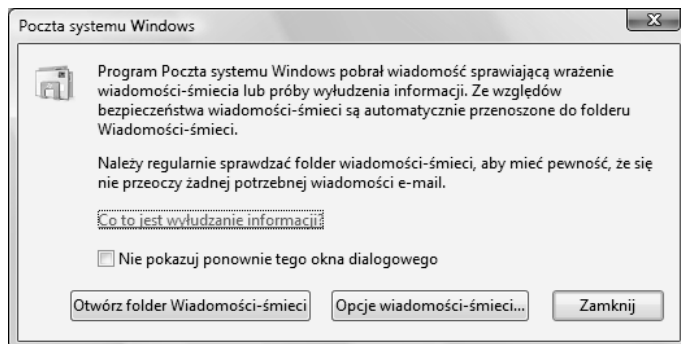 Poczta systemu Windows
Program Poczta systemu Windows pobrał wiadomość sprawiającą wrażenie
wiadomości-śmiecia lub próby wyłudzenia informacji. Ze względów
bezpieczeństwa wiadomości-śmieci są automatycznie przenoszone do folderu
Wiadomości-śmieci.
Należy regularnie sprawdzać folder wiadomości-śmieci, aby mieć pewność, że się
nie przeoczy żadnej potrzebnej wiadomości e-mail.
Co to jest wyłudzanie informacji?
Nie pokazuj ponownie tego okna dialogowego
Otwórz folder Wiadomości-śmieci Opcje wiadomości-śmieci... Zamknij